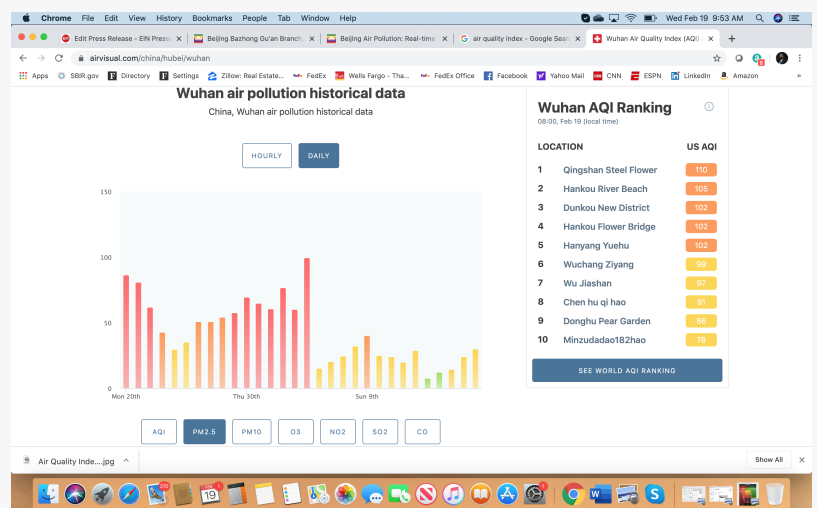 Chrome File Edit View History Bookmarks People Tab Window Help
Wed Feb 19 9:53 AM
Edit Press Release - EIN Presse
Beijing Bazhong Gu'an Branch,
Beijing Air Pollution: Real-time
air quality index - Google Sear
Wuhan Air Quality Index (AQI)
airvisual.com/china/hubei/wuhan
Apps SBIR.gov Directory Settings Zillow: Real Estate... FedEx Wells Fargo – Tha... FedEx Office Facebook Yahoo Mail CNN ESPN LinkedIn Amazon »
Wuhan air pollution historical data
China, Wuhan air pollution historical data
HOURLY DAILY
150
100
50
0
Mon 20th Thu 30th Sun 9th
AQI PM2.5 PM10 O3 NO2 SO2 CO
Wuhan AQI Ranking
08:00, Feb 19 (local time)
LOCATION US AQI
1 Qingshan Steel Flower 110
2 Hankou River Beach 105
3 Dunkou New District 102
4 Hankou Flower Bridge 102
5 Hanyang Yuehu 102
6 Wuchang Ziyang 99
7 Wu Jiashan 97
8 Chen hu qi hao 91
9 Donghu Pear Garden 86
10 Minzudadao182hao 78
SEE WORLD AQI RANKING
Air Quality Inde....jpg
Show All
19